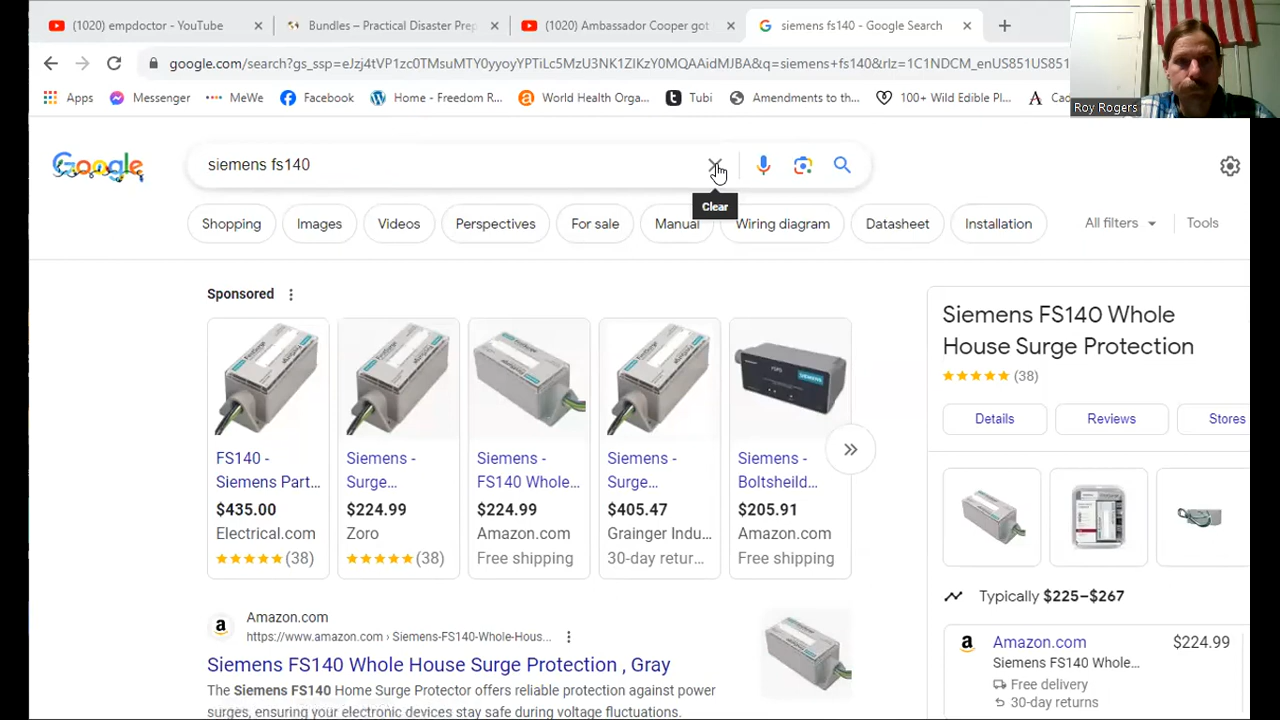 (1020) empdoctor - YouTube
Bundles – Practical Disaster Prep
(1020) Ambassador Cooper got
siemens fs140 - Google Search
google.com/search?gs_ssp=eJzj4tVP1zc0TMsuMTY0yygyYPTiLc5MzU3NK1ZIKzY0MQAAidMJBA&q=siemens+fs140&rlz=1C1NDCM_enUS851US851
Apps
Messenger
MeWe
Facebook
Home - Freedom R...
World Health Orga...
Tubi
Amendments to th...
100+ Wild Edible Pl...
Roy Rogers
Google
siemens fs140
Clear
Shopping
Images
Videos
Perspectives
For sale
Manual
Wiring diagram
Datasheet
Installation
All filters
Tools
Sponsored
FS140 -
Siemens Part...
$435.00
Electrical.com
(38)
Siemens -
Surge...
$224.99
Zoro
(38)
Siemens -
FS140 Whole...
$224.99
Amazon.com
Free shipping
Siemens -
Surge...
$405.47
Grainger Indu...
30-day retur...
SIEMENS
Siemens -
Boltsheild...
$205.91
Amazon.com
Free shipping
Amazon.com
https://www.amazon.com › Siemens-FS140-Whole-Hous...
Siemens FS140 Whole House Surge Protection , Gray
The Siemens FS140 Home Surge Protector offers reliable protection against power
surges, ensuring your electronic devices stay safe during voltage fluctuations.
Siemens FS140 Whole
House Surge Protection
(38)
Details
Reviews
Stores
Typically $225–$267
Amazon.com
$224.99
Siemens FS140 Whole...
Free delivery
30-day returns